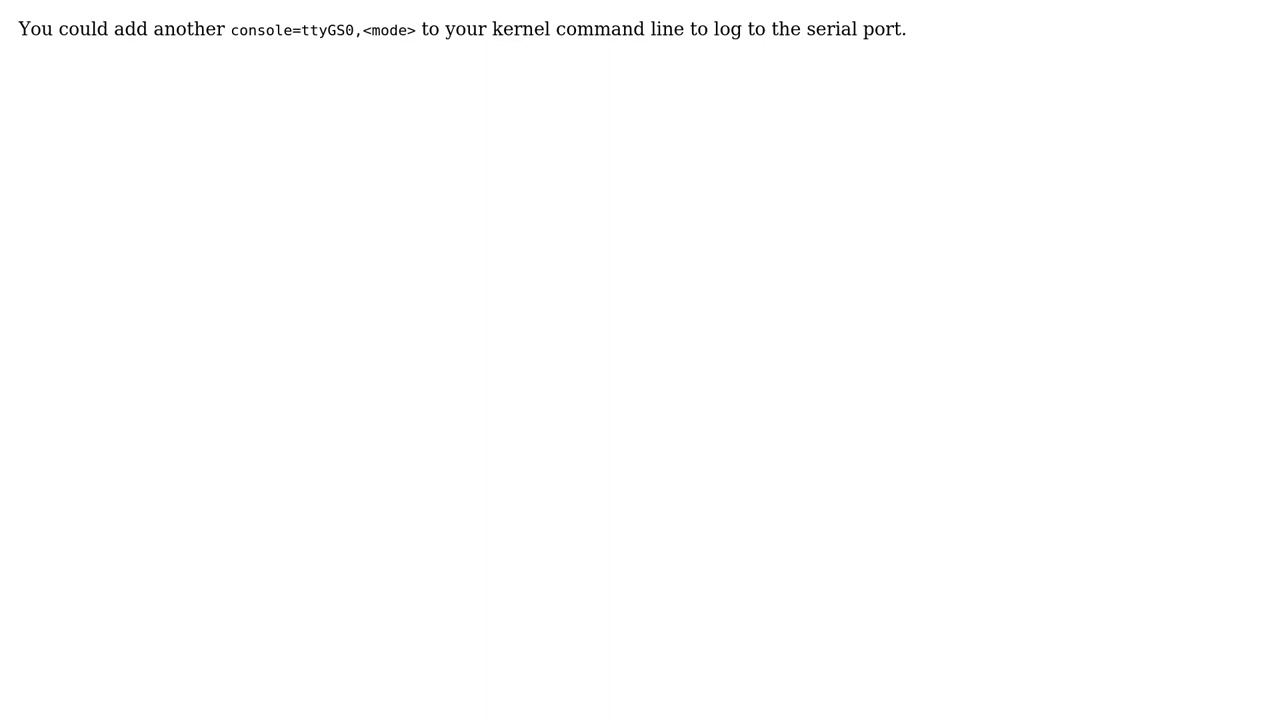 You could add another console=ttyGS0,<mode> to your kernel command line to log to the serial port.